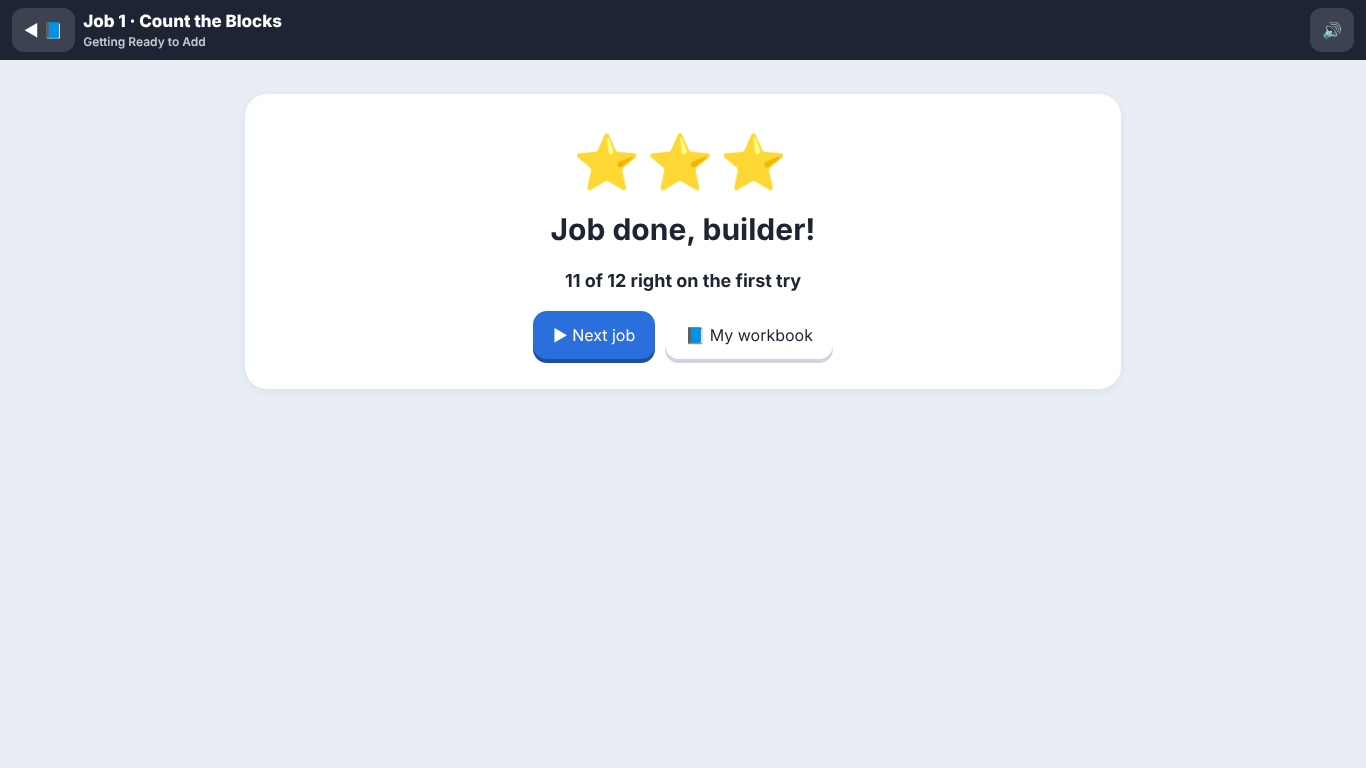 Job 1 · Count the Blocks
Getting Ready to Add
Job done, builder!
11 of 12 right on the first try
Next job
My workbook